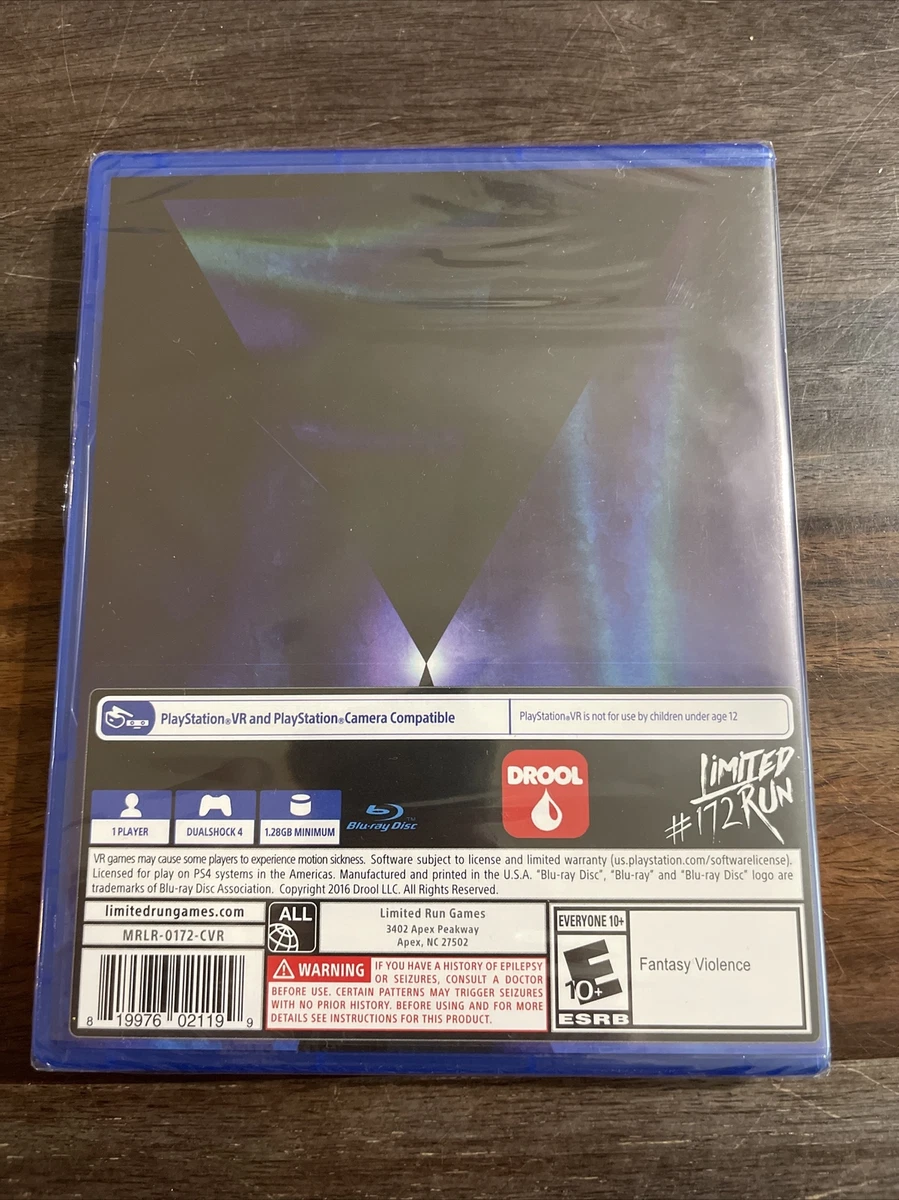 PlayStation®VR and PlayStation®Camera Compatible
PlayStation®VR is not for use by children under age 12
DROOL
LIMITED
RUN
#172
1 PLAYER
DUALSHOCK 4
1.28GB MINIMUM
Blu-ray Disc™
VR games may cause some players to experience motion sickness. Software subject to license and limited warranty (us.playstation.com/softwarelicense).
Licensed for play on PS4 systems in the Americas. Manufactured and printed in the U.S.A. “Blu-ray Disc”, “Blu-ray” and “Blu-ray Disc” logo are
trademarks of Blu-ray Disc Association. Copyright 2016 Drool LLC. All Rights Reserved.
limitedrungames.com
MRLR-0172-CVR
8 19976 02119 9
ALL
Limited Run Games
3402 Apex Peakway
Apex, NC 27502
WARNING IF YOU HAVE A HISTORY OF EPILEPSY
OR SEIZURES, CONSULT A DOCTOR
BEFORE USE. CERTAIN PATTERNS MAY TRIGGER SEIZURES
WITH NO PRIOR HISTORY. BEFORE USING AND FOR MORE
DETAILS SEE INSTRUCTIONS FOR THIS PRODUCT.
EVERYONE 10+
E
10+
ESRB
Fantasy Violence